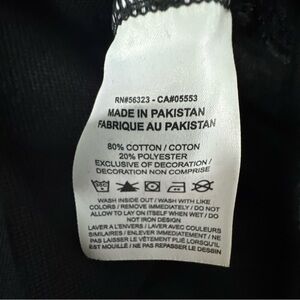 RN#56323 - CA#05553
MADE IN PAKISTAN
FABRIQUE AU PAKISTAN
80% COTTON / COTON
20% POLYESTER
EXCLUSIVE OF DECORATION /
DECORATION NON COMPRISE
WASH INSIDE OUT / WASH WITH LIKE
COLORS / REMOVE IMMEDIATELY / DO NOT
ALLOW TO LAY ON ITSELF WHEN WET / DO
NOT IRON DESIGN
LAVER A L'ENVERS / LAVER AVEC COULEURS
SIMILAIRES / ENLEVER IMMEDIATEMENT / NE
PAS LAISSER LE VÊTEMENT PLIÉ LORSQU'IL
EST MOUILLÉ / NE PAS REPASSER LE DESSIN